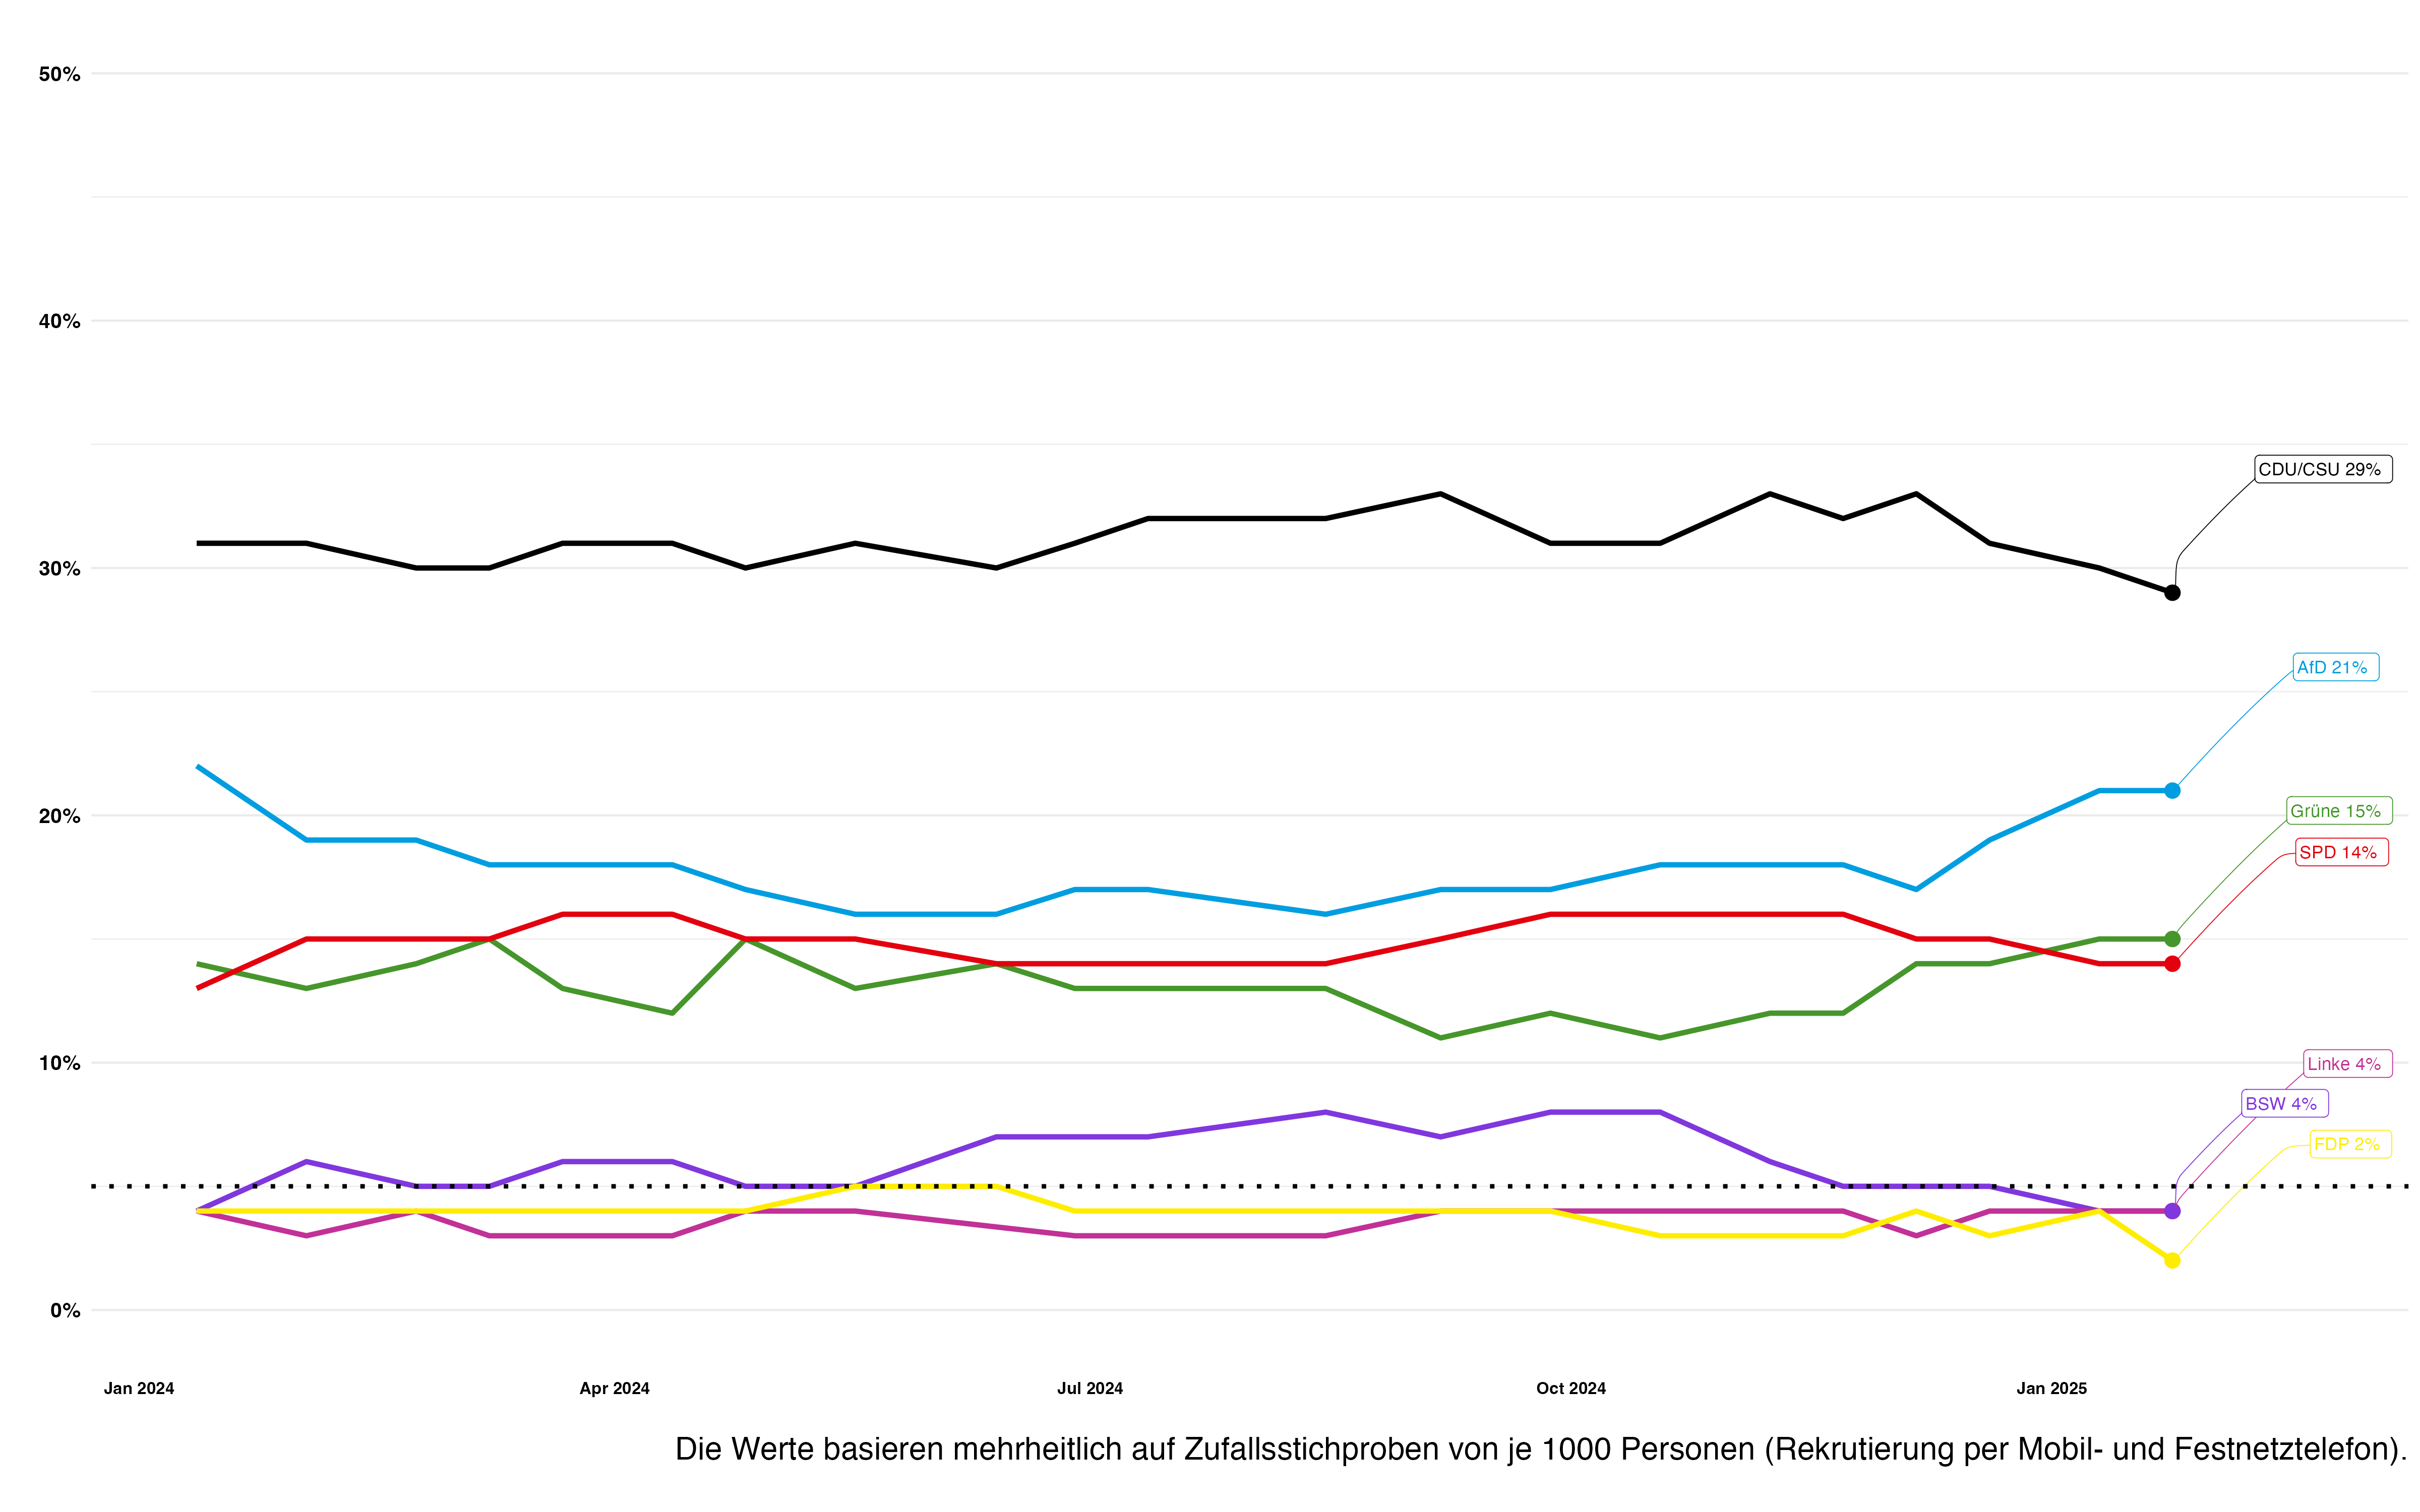 50%
40%
CDU/CSU 29%
30%
AfD 21%
20%
Grüne 15%
SPD 14%
10%
Linke 4%
BSW 4%
FDP 2%
0%
Jan 2024 Apr 2024 Jul 2024 Oct 2024 Jan 2025
Die Werte basieren mehrheitlich auf Zufallsstichproben von je 1000 Personen (Rekrutierung per Mobil- und Festnetztelefon).